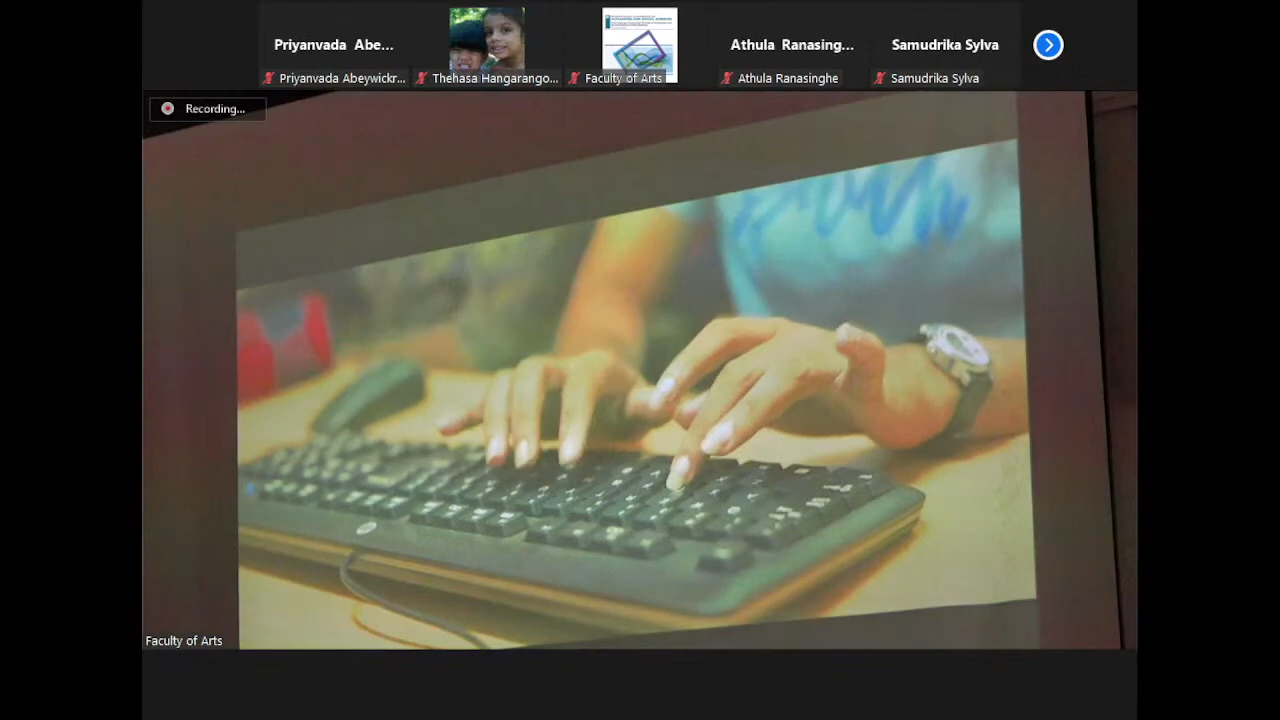 Priyanvada Abe...
Athula Ranasing...
Samudrika Sylva
Priyanvada Abeywickr...
Thehasa Hangarango...
Faculty of Arts
Athula Ranasinghe
Samudrika Sylva
Recording...
Faculty of Arts